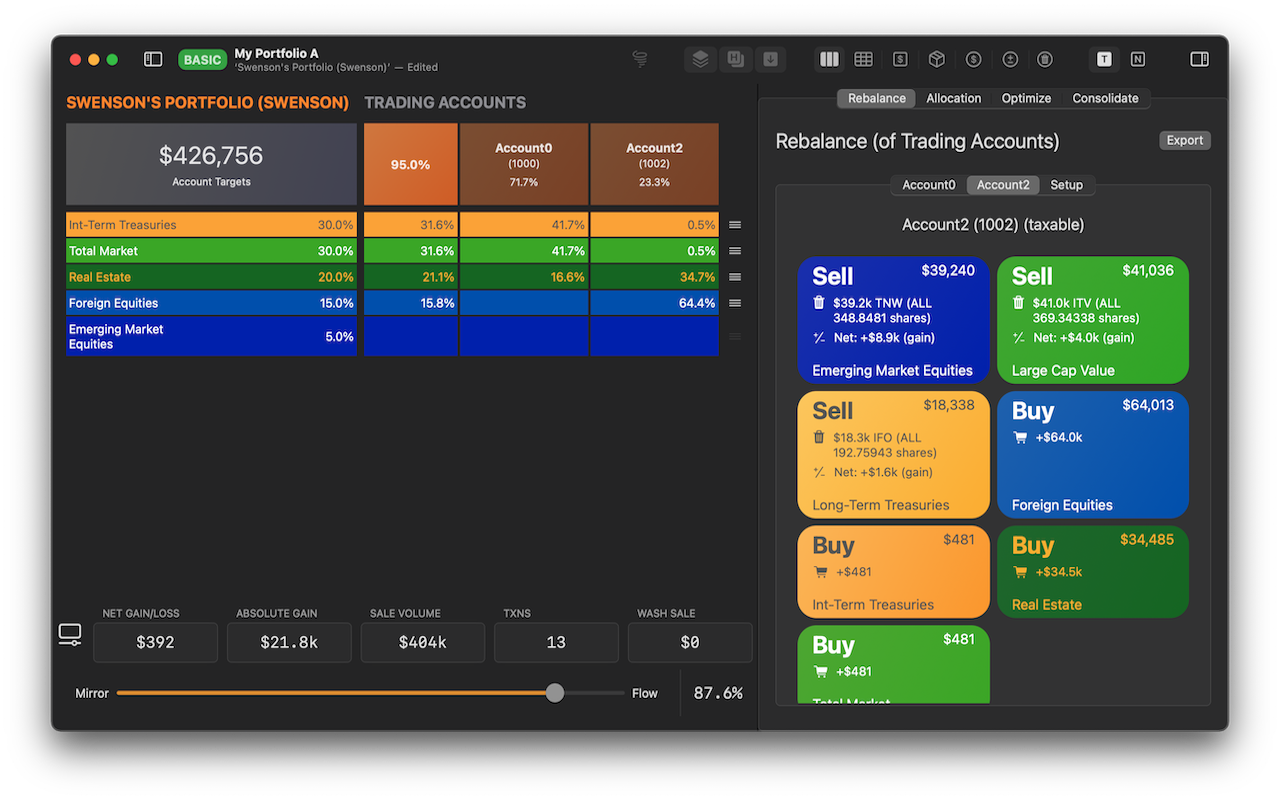 BASIC
My Portfolio A
'Swenson's Portfolio (Swenson)' — Edited
H
$
$
T
N
SWENSON'S PORTFOLIO (SWENSON)
TRADING ACCOUNTS
$426,756
Account Targets
95.0%
Account0
(1000)
71.7%
Account2
(1002)
23.3%
Int-Term Treasuries 30.0% 31.6% 41.7% 0.5%
Total Market 30.0% 31.6% 41.7% 0.5%
Real Estate 20.0% 21.1% 16.6% 34.7%
Foreign Equities 15.0% 15.8% 64.4%
Emerging Market
Equities 5.0%
NET GAIN/LOSS ABSOLUTE GAIN SALE VOLUME TXNS WASH SALE
$392 $21.8k $404k 13 $0
Mirror Flow 87.6%
Rebalance Allocation Optimize Consolidate
Rebalance (of Trading Accounts)
Export
Account0 Account2 Setup
Account2 (1002) (taxable)
Sell $39,240
$39.2k TNW (ALL
348.8481 shares)
Net: +$8.9k (gain)
Emerging Market Equities
Sell $41,036
$41.0k ITV (ALL
369.34338 shares)
Net: +$4.0k (gain)
Large Cap Value
Sell $18,338
$18.3k IFO (ALL
192.75943 shares)
Net: +$1.6k (gain)
Long-Term Treasuries
Buy $64,013
+$64.0k
Foreign Equities
Buy $481
+$481
Int-Term Treasuries
Buy $34,485
+$34.5k
Real Estate
Buy $481
+$481
Total Market